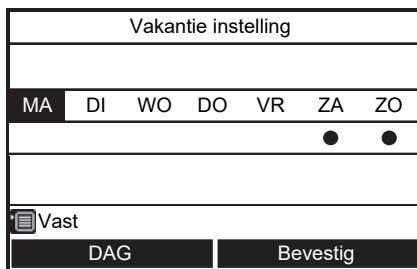 Vakantie instelling
MA DI WO DO VR ZA ZO
Vast
DAG Bevestig